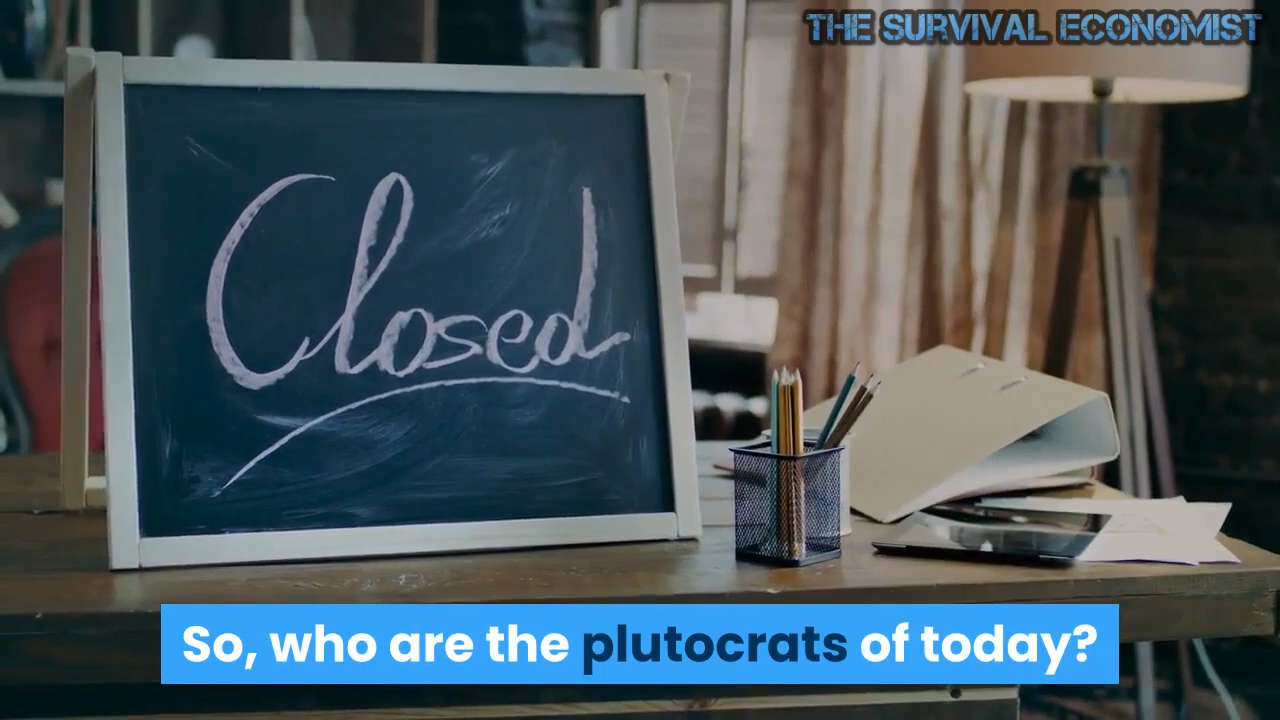 THE SURVIVAL ECONOMIST
Closed
So, who are the plutocrats of today?